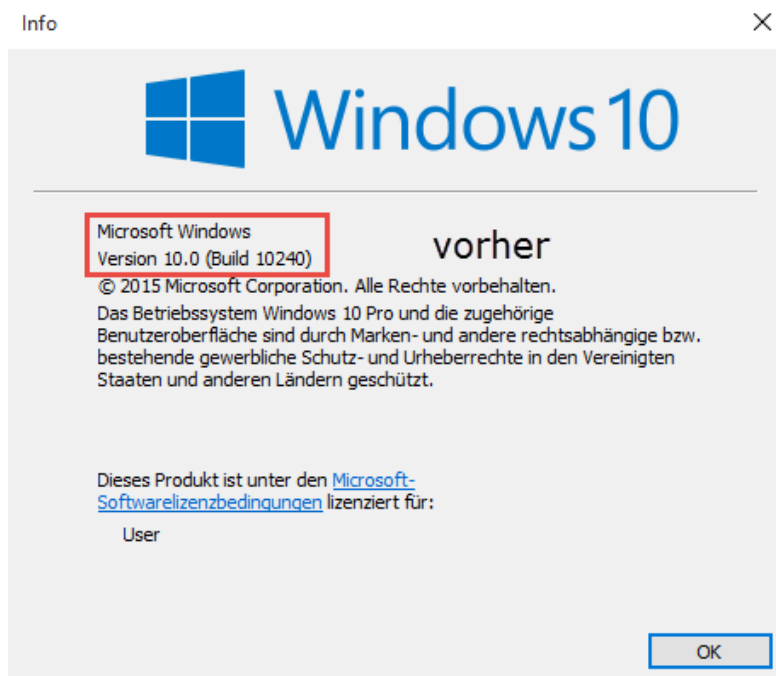 Info
Windows 10
Microsoft Windows
Version 10.0 (Build 10240)
vorher
© 2015 Microsoft Corporation. Alle Rechte vorbehalten.
Das Betriebssystem Windows 10 Pro und die zugehörige
Benutzeroberfläche sind durch Marken- und andere rechtsabhängige bzw.
bestehende gewerbliche Schutz- und Urheberrechte in den Vereinigten
Staaten und anderen Ländern geschützt.
Dieses Produkt ist unter den Microsoft-
Softwarelizenzbedingungen lizenziert für:
User
OK